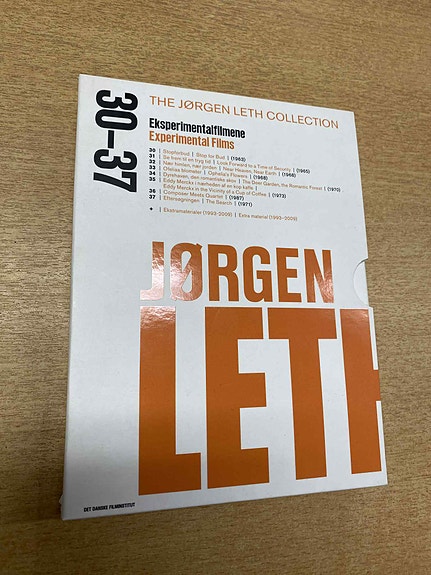 THE JØRGEN LETH COLLECTION
30–37
Eksperimentalfilmene
Experimental Films
30 | Stopforbud | Stop for Bud | (1963)
31 | Se frem til en tryg tid | Look Forward to a Time of Security | (1965)
32 | Nær himlen, nær jorden | Near Heaven, Near Earth | (1968)
33 | Ofelias blomster | Ophelia's Flowers | (1968)
34 | Dyrehaven, den romantiske skov | The Deer Garden, the Romantic Forest | (1970)
35 | Eddy Merckx i nærheden af en kop kaffe |
Eddy Merckx in the Vicinity of a Cup of Coffee | (1973)
36 | Composer Meets Quartet | (1987)
37 | Eftersøgningen | The Search | (1971)
+ | Ekstramaterialer (1993-2009) | Extra material (1993-2009)
JØRGEN
LETH
DET DANSKE FILMINSTITUT